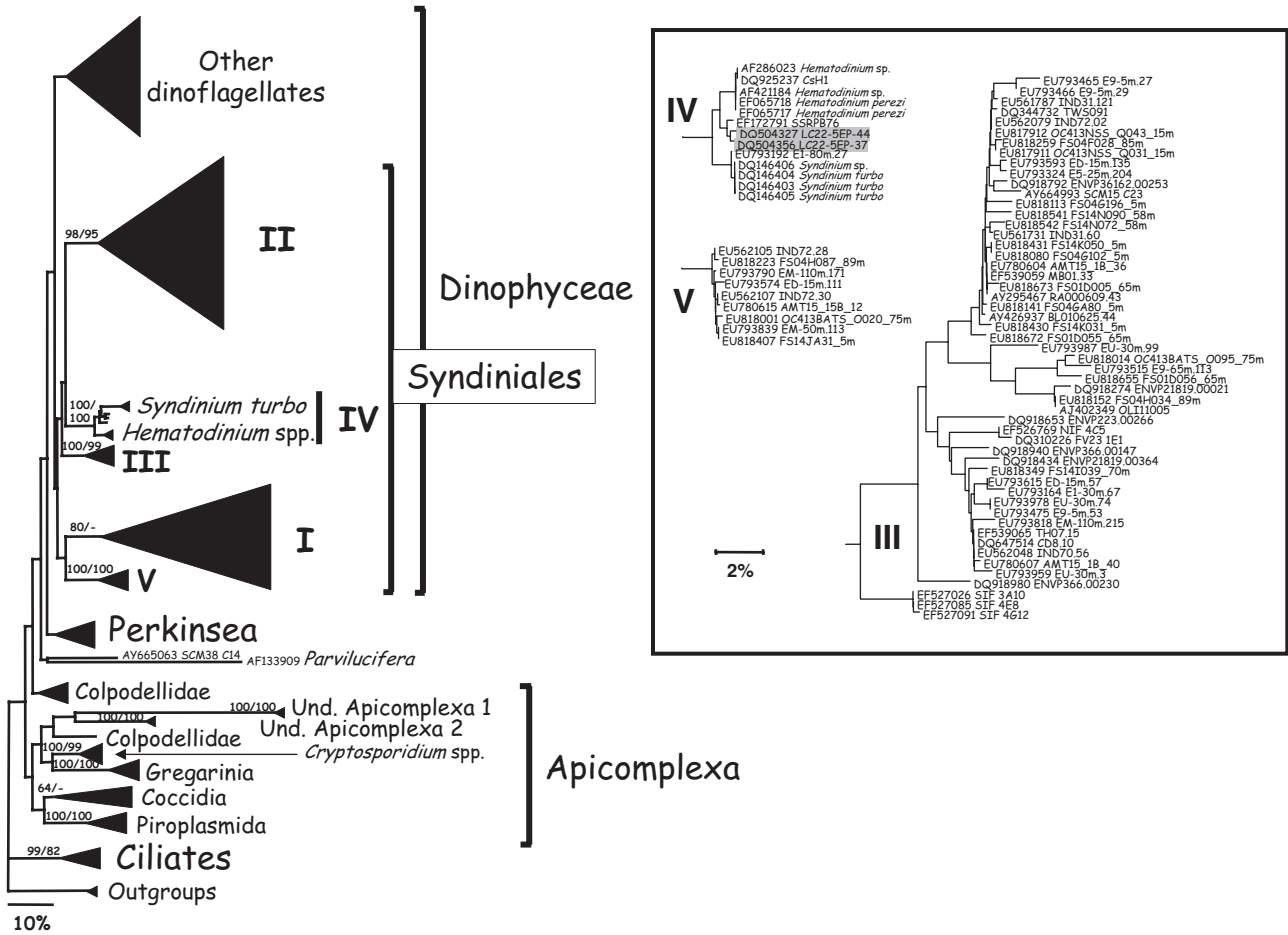 Other
dinoflagellates
98/95
II
Dinophyceae
Syndiniales
100/
100
Syndinium turbo
Hematodinium spp.
IV
100/99
III
80/-
I
100/100
V
Perkinsea
AY665063 SCM38 C14
AF133909 Parvilucifera
Colpodellidae
100/100
Und. Apicomplexa 1
100/100
Und. Apicomplexa 2
Colpodellidae
100/99
Cryptosporidium spp.
100/100
Gregarinia
Apicomplexa
64/-
Coccidia
100/100
Piroplasmida
99/82
Ciliates
Outgroups
10%
IV
AF286023 Hematodinium sp.
DQ925237 CsH1
AF421184 Hematodinium sp.
EF065718 Hematodinium perezi
EF065717 Hematodinium perezi
EF172791 SSRPB76
DQ504327 LC22-5EP-44
DQ504356 LC22-5EP-37
EU793192 E1-80m.27
DQ146406 Syndinium sp.
DQ146404 Syndinium turbo
DQ146403 Syndinium turbo
DQ146405 Syndinium turbo
V
EU562105 IND72.28
EU818223 FS04H087_89m
EU793790 EM-110m.171
EU793574 ED-15m.111
EU562107 IND72.30
EU780615 AMT15_15B_12
EU818001 OC413BATS_O020_75m
EU793839 EM-50m.113
EU818407 FS14JA31_5m
2%
III
EU793465 E9-5m.27
EU793466 E9-5m.29
EU561787 IND31.121
DQ344732 TWS091
EU562079 IND72.02
EU817912 OC413NSS_Q043_15m
EU818259 FS04F028_85m
EU817911 OC413NSS_Q031_15m
EU793593 ED-15m.135
EU793324 E5-25m.204
DQ918792 ENVP36162.00253
AY664993 SCM15 C23
EU818113 FS04G196_5m
EU818541 FS14N090_58m
EU818542 FS14N072_58m
EU561731 IND31.60
EU818431 FS14K050_5m
EU818080 FS04G102_5m
EU780604 AMT15_1B_36
EF539059 MB01.33
EU818673 FS01D005_65m
AY295467 RA000609.43
EU818141 FS04GA80_5m
AY426937 BL010625.44
EU818430 FS14K031_5m
EU818672 FS01D055_65m
EU793987 EU-30m.99
EU818014 OC413BATS_O095_75m
EU793515 E9-65m.113
EU818655 FS01D056_65m
DQ918274 ENVP21819.00021
EU818152 FS04H034_89m
AJ402349 OLI11005
DQ918653 ENVP223.00266
EF526769 NIF 4C5
DQ310226 FV23 1E1
DQ918940 ENVP366.00147
DQ918434 ENVP21819.00364
EU818349 FS14I039_70m
EU793615 ED-15m.57
EU793164 E1-30m.67
EU793978 EU-30m.74
EU793475 E9-5m.53
EU793818 EM-110m.215
EF539065 TH07.15
DQ647514 CD8.10
EU562048 IND70.56
EU780607 AMT15_1B_40
EU793959 EU-30m.3
DQ918980 ENVP366.00230
EF527026 SIF 3A10
EF527085 SIF 4E8
EF527091 SIF 4G12